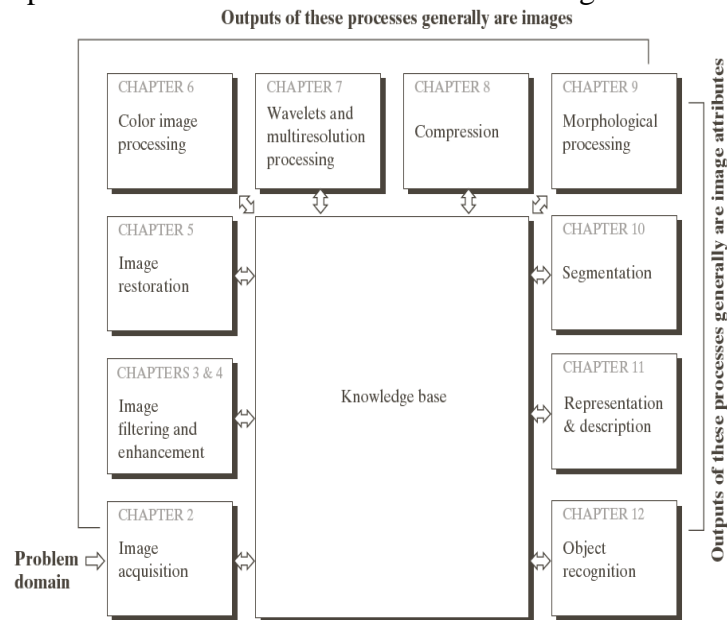 Outputs of these processes generally are images
CHAPTER 6
Color image
processing
CHAPTER 7
Wavelets and
multiresolution
processing
CHAPTER 8
Compression
CHAPTER 9
Morphological
processing
CHAPTER 5
Image
restoration
CHAPTER 10
Segmentation
CHAPTERS 3 & 4
Image
filtering and
enhancement
Knowledge base
CHAPTER 11
Representation
& description
CHAPTER 2
Image
acquisition
Problem
domain
CHAPTER 12
Object
recognition
Outputs of these processes generally are image attributes